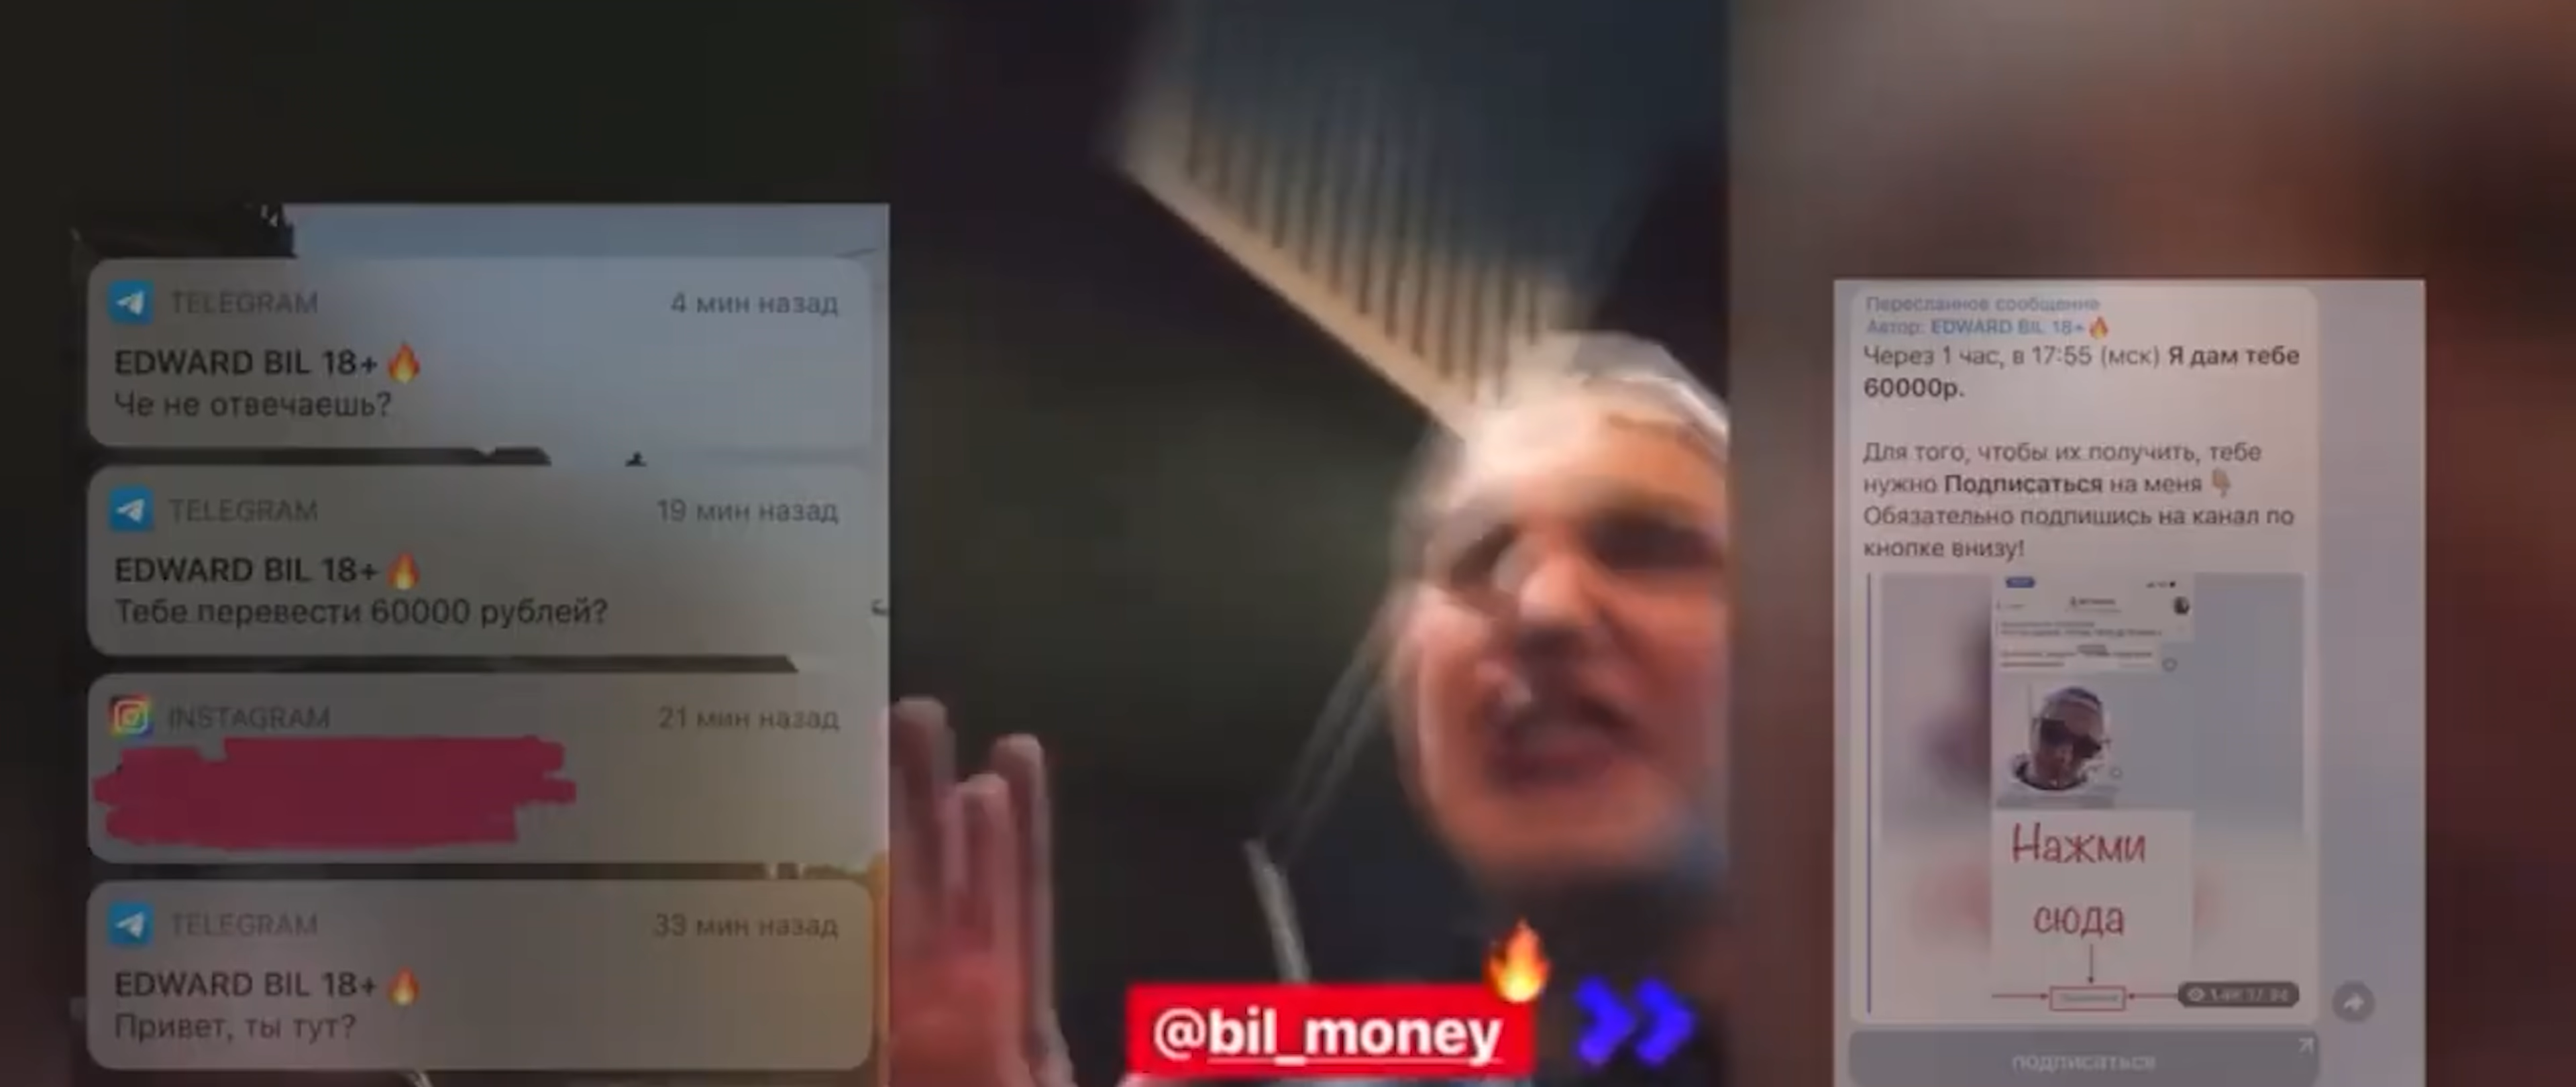 TELEGRAM
4 мин назад
EDWARD BIL 18+🔥
Че не отвечаешь?
TELEGRAM
19 мин назад
EDWARD BIL 18+🔥
Тебе перевести 60000 рублей?
INSTAGRAM
21 мин назад
TELEGRAM
33 мин назад
EDWARD BIL 18+🔥
Привет, ты тут?
@bil_money
Пересланное сообщение
Автор: EDWARD BIL 18+🔥
Через 1 час, в 17:55 (мск) Я дам тебе
60000р.
Для того, чтобы их получить, тебе
нужно Подписаться на меня👇
Обязательно подпишись на канал по
кнопке внизу!
Нажми
сюда
подписаться